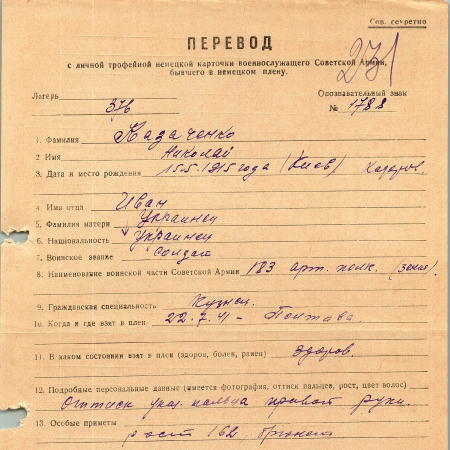 Сов. секретно
ПЕРЕВОД
с личной трофейной немецкой карточки военнослужащего Советской Армии,
бывшего в немецком плену.
231
Лагерь 376
Опознавательный знак
№ 1788
1. Фамилия Казаченко
2 Имя Николай
3. Дата и место рождения 15.5.1915 года (Киев)
4. Имя отца Иван
5. Фамилия матери Украинец
6. Национальность Украинец
7. Воинское звание солдат
8. Наименование воинской части Советской Армии 183 арт. полк.
9. Гражданская специальность Кузнец.
10. Когда и где взят в плен 22.7.41 - Полтава
11. В каком состоянии взят в плен (здоров, болен, ранен) здоров.
12. Подробные персональные данные (имеется фотография, оттиск пальцев, рост, цвет волос)
Оттиск указ. пальца правой руки.
13. Особые приметы
рост 162,